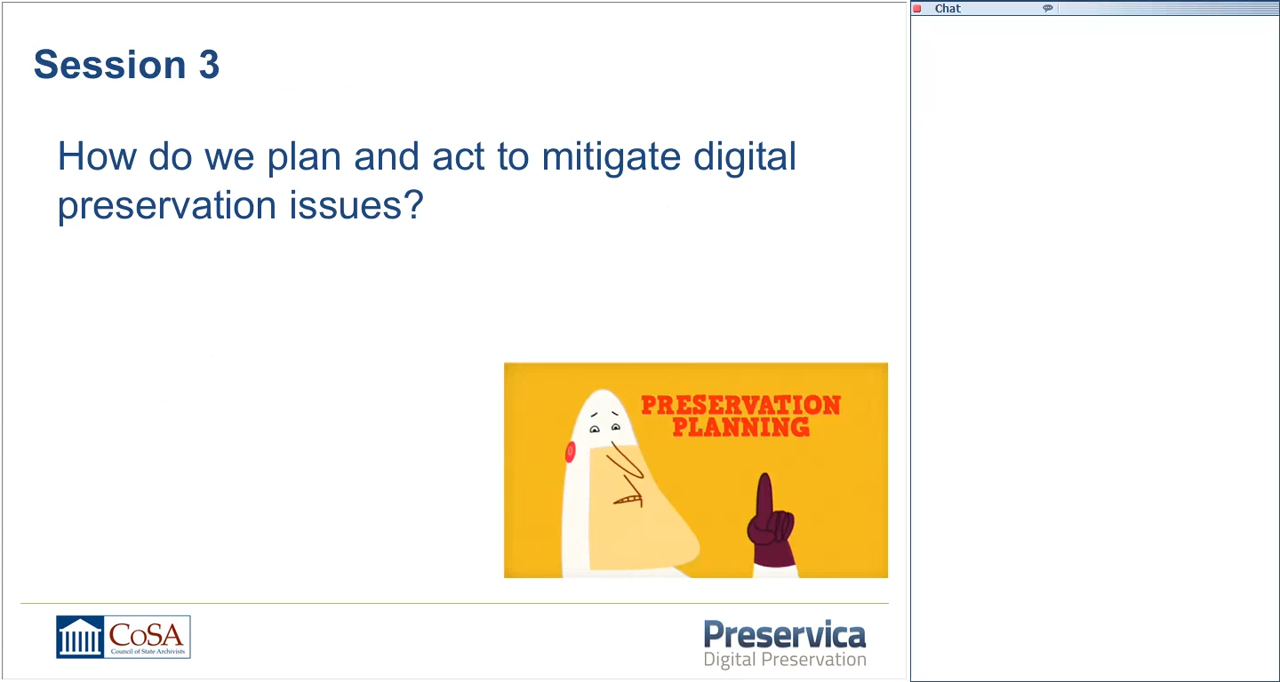 Chat
Session 3
How do we plan and act to mitigate digital
preservation issues?
PRESERVATION
PLANNING
CoSA
Council of State Archivists
Preservica
Digital Preservation